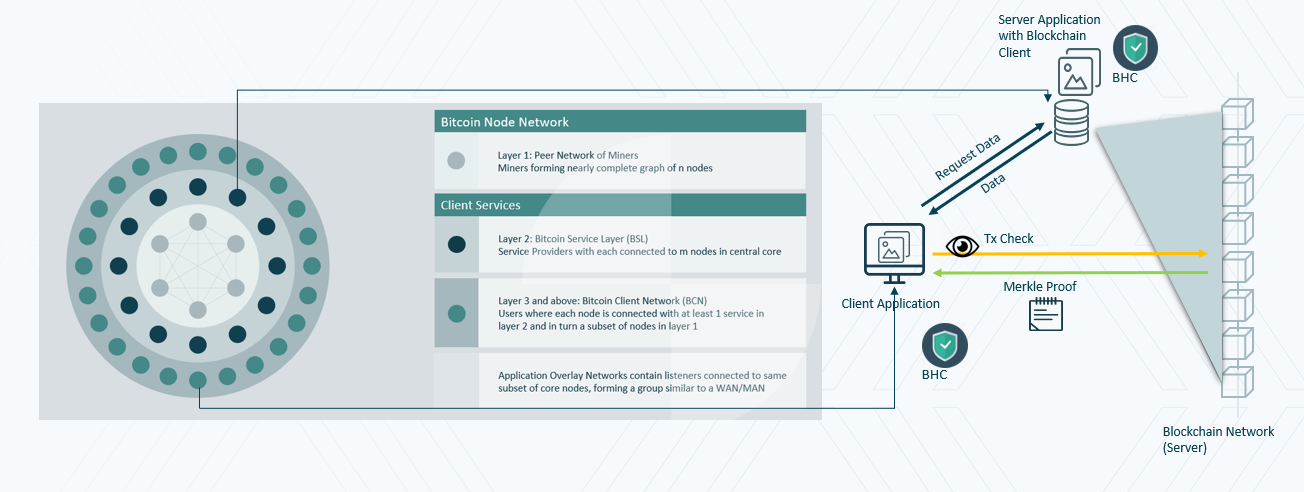 Bitcoin Node Network
Layer 1: Peer Network of Miners
Miners forming nearly complete graph of n nodes
Client Services
Layer 2: Bitcoin Service Layer (BSL)
Service Providers with each connected to m nodes in central core
Layer 3 and above: Bitcoin Client Network (BCN)
Users where each node is connected with at least 1 service in
layer 2 and in turn a subset of nodes in layer 1
Application Overlay Networks contain listeners connected to same
subset of core nodes, forming a group similar to a WAN/MAN
Server Application
with Blockchain
Client
BHC
Request Data
Data
Tx Check
Merkle Proof
Client Application
BHC
Blockchain Network
(Server)